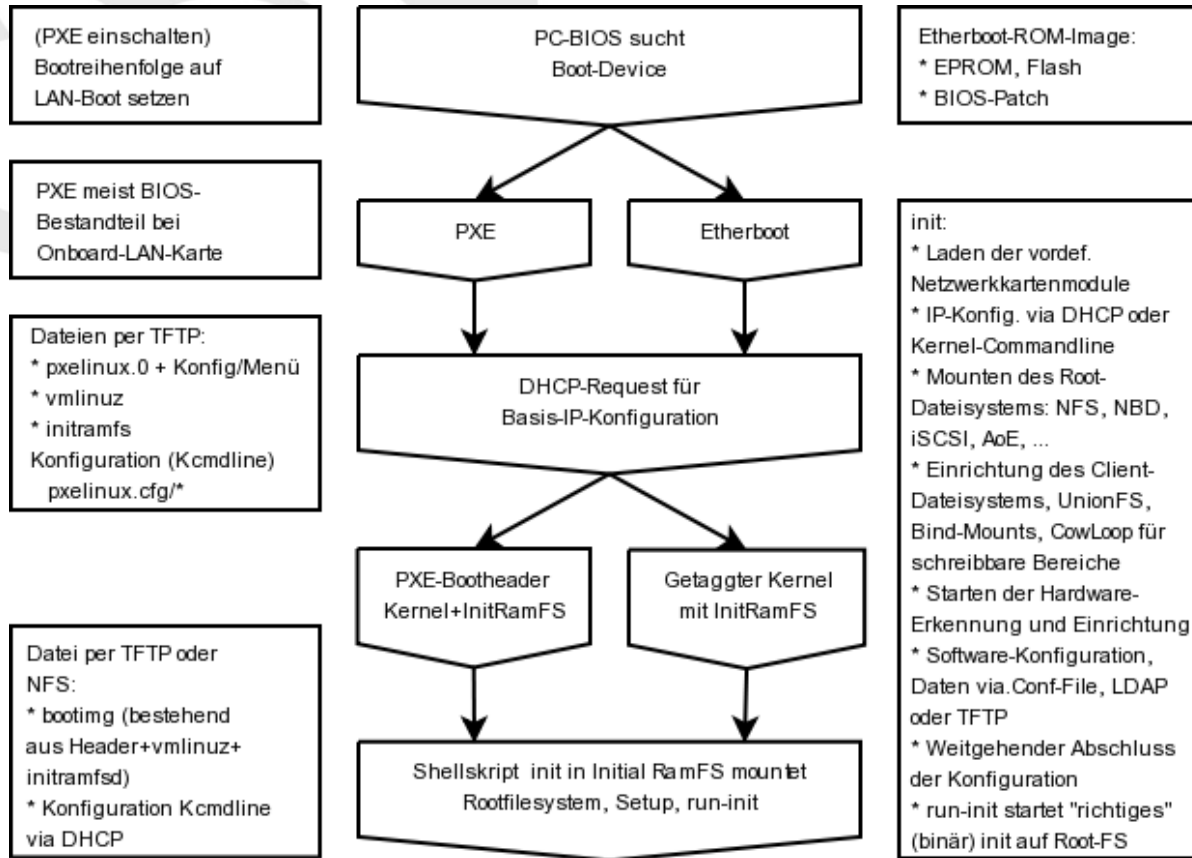 (PXE einschalten)
Bootreihenfolge auf
LAN-Boot setzen
PXE meist BIOS-
Bestandteil bei
Onboard-LAN-Karte
Dateien per TFTP:
* pxelinux.0 + Konfig/Menü
* vmlinuz
* initramfs
Konfiguration (Kcmdline)
pxelinux.cfg/*
Datei per TFTP oder
NFS:
* bootimg (bestehend
aus Header+vmlinuz+
initramfsd)
* Konfiguration Kcmdline
via DHCP
PC-BIOS sucht
Boot-Device
PXE
Etherboot
DHCP-Request für
Basis-IP-Konfiguration
PXE-Bootheader
Kernel+InitRamFS
Getaggter Kernel
mit InitRamFS
Shellskript init in Initial RamFS mountet
Rootfilesystem, Setup, run-init
Etherboot-ROM-Image:
* EPROM, Flash
* BIOS-Patch
init:
* Laden der vordef.
Netzwerkkartenmodule
* IP-Konfig. via DHCP oder
Kernel-Commandline
* Mounten des Root-
Dateisystems: NFS, NBD,
iSCSI, AoE, ...
* Einrichtung des Client-
Dateisystems, UnionFS,
Bind-Mounts, CowLoop für
schreibbare Bereiche
* Starten der Hardware-
Erkennung und Einrichtung
* Software-Konfiguration,
Daten via.Conf-File, LDAP
oder TFTP
* Weitgehender Abschluss
der Konfiguration
* run-init startet "richtiges"
(binär) init auf Root-FS